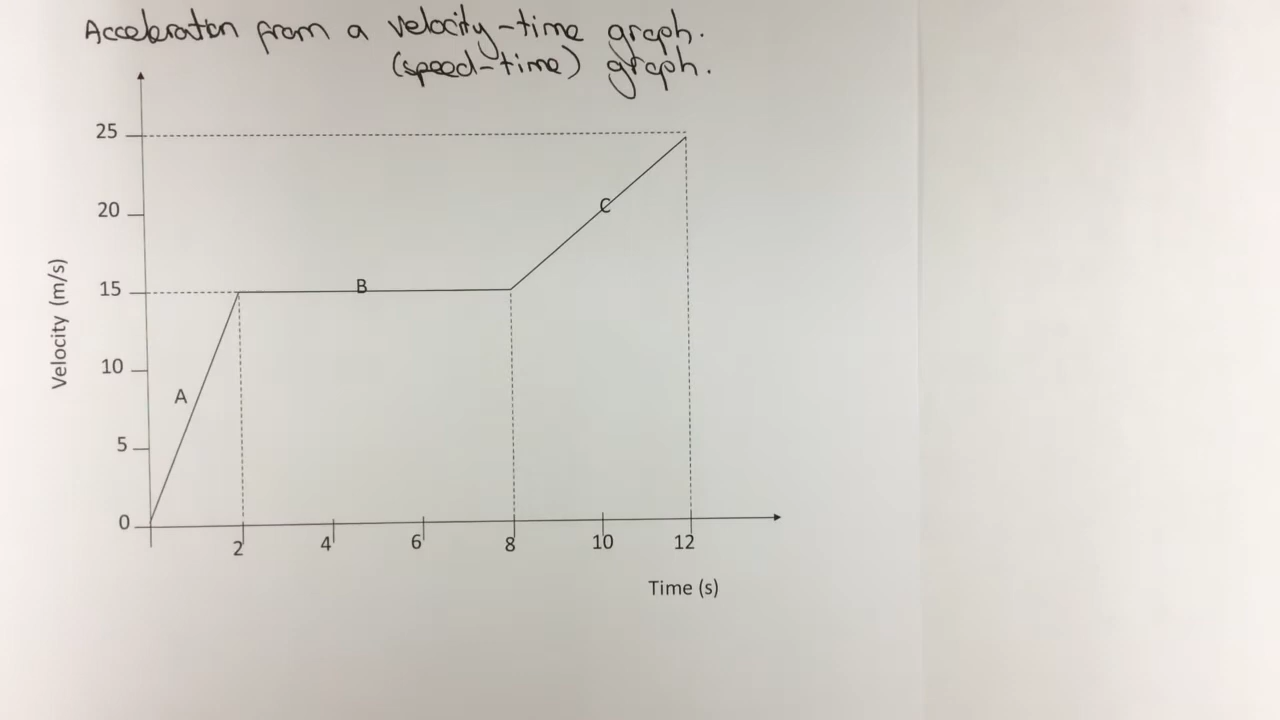 Acceleration from a velocity-time graph.
(speed-time) graph.
25
20
15
10
5
0
Velocity (m/s)
A
B
C
2
4
6
8
10
12
Time (s)